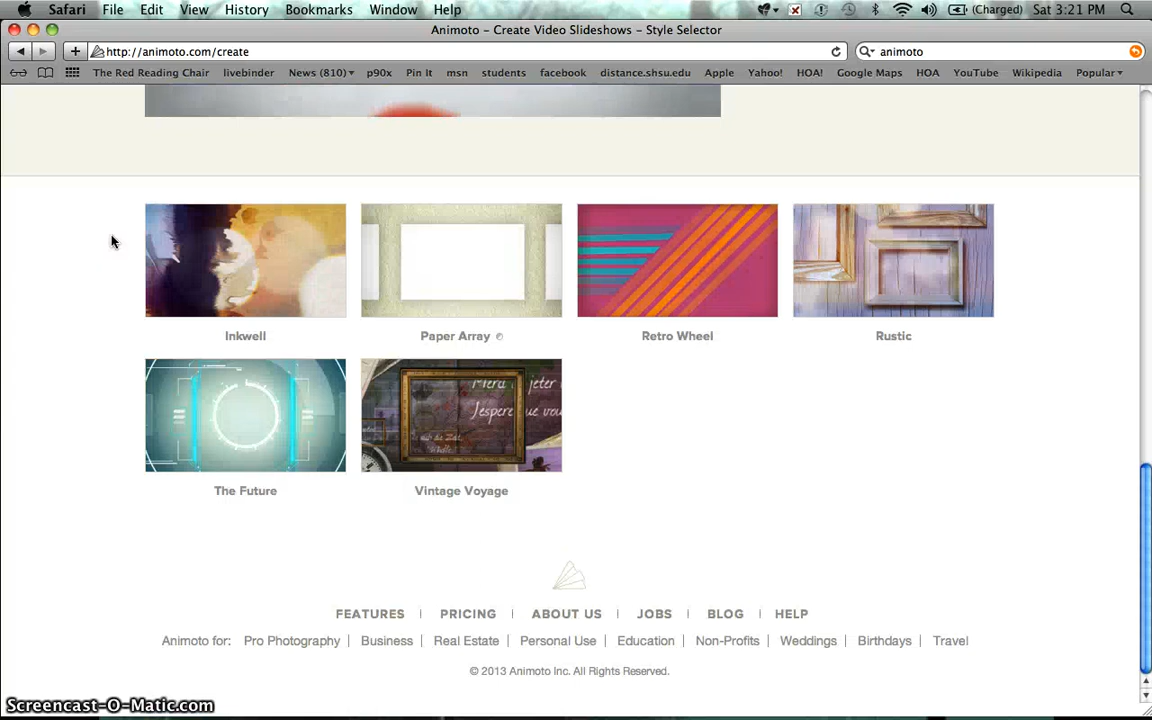 Safari File Edit View History Bookmarks Window Help (Charged) Sat 3:21 PM
Animoto – Create Video Slideshows – Style Selector
http://animoto.com/create animoto
The Red Reading Chair livebinder News (810) p90x Pin It msn students facebook distance.shsu.edu Apple Yahoo! HOA! Google Maps HOA YouTube Wikipedia Popular
Inkwell Paper Array Retro Wheel Rustic
jeter
J'espere que vou
The Future Vintage Voyage
FEATURES | PRICING | ABOUT US | JOBS | BLOG | HELP
Animoto for: Pro Photography | Business | Real Estate | Personal Use | Education | Non-Profits | Weddings | Birthdays | Travel
© 2013 Animoto Inc. All Rights Reserved.
Screencast-O-Matic.com